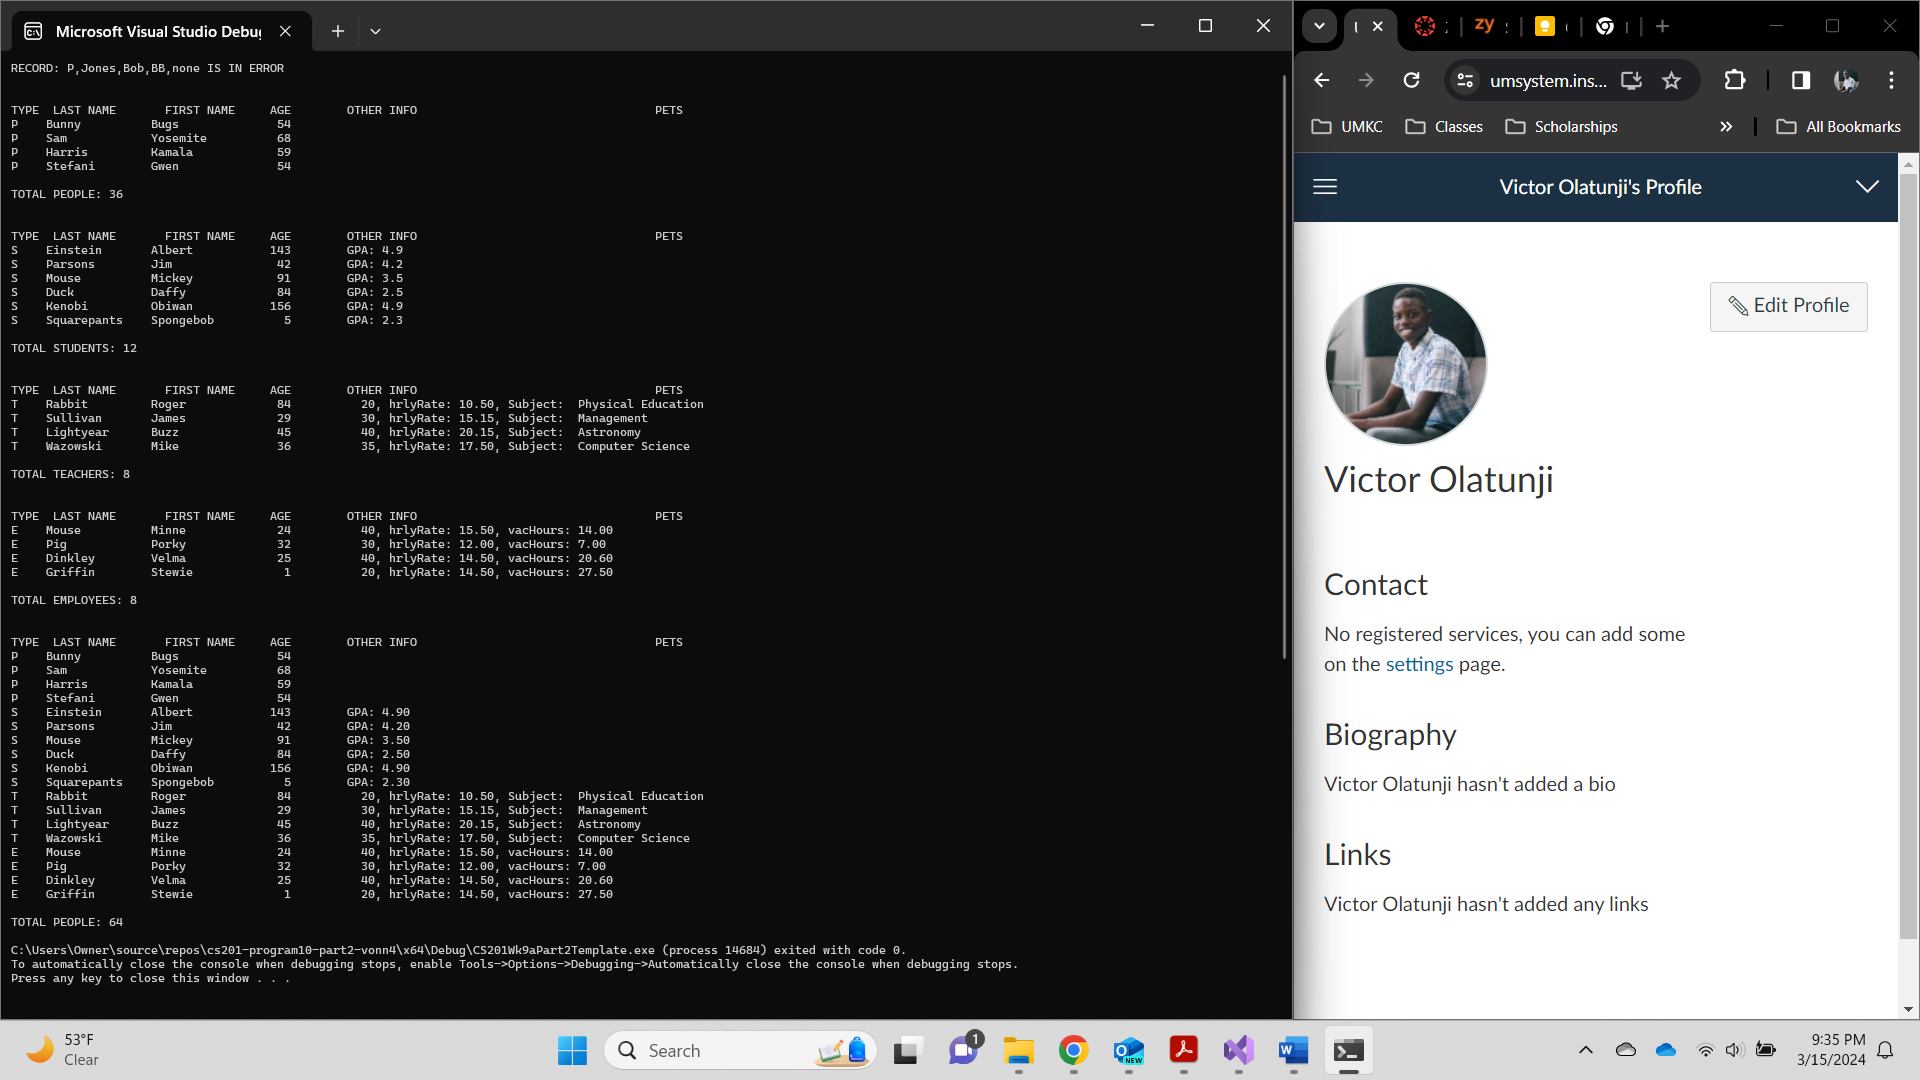 Microsoft Visual Studio Debu
RECORD: P,Jones,Bob,BB,none IS IN ERROR
TYPE LAST NAME FIRST NAME AGE OTHER INFO PETS
P Bunny Bugs 54
P Sam Yosemite 68
P Harris Kamala 59
P Stefani Gwen 54
TOTAL PEOPLE: 36
TYPE LAST NAME FIRST NAME AGE OTHER INFO PETS
S Einstein Albert 143 GPA: 4.9
S Parsons Jim 42 GPA: 4.2
S Mouse Mickey 91 GPA: 3.5
S Duck Daffy 84 GPA: 2.5
S Kenobi Obiwan 156 GPA: 4.9
S Squarepants Spongebob 5 GPA: 2.3
TOTAL STUDENTS: 12
TYPE LAST NAME FIRST NAME AGE OTHER INFO PETS
T Rabbit Roger 84 20, hrlyRate: 10.50, Subject: Physical Education
T Sullivan James 29 30, hrlyRate: 15.15, Subject: Management
T Lightyear Buzz 45 40, hrlyRate: 20.15, Subject: Astronomy
T Wazowski Mike 36 35, hrlyRate: 17.50, Subject: Computer Science
TOTAL TEACHERS: 8
TYPE LAST NAME FIRST NAME AGE OTHER INFO PETS
E Mouse Minne 24 40, hrlyRate: 15.50, vacHours: 14.00
E Pig Porky 32 30, hrlyRate: 12.00, vacHours: 7.00
E Dinkley Velma 25 40, hrlyRate: 14.50, vacHours: 20.60
E Griffin Stewie 1 20, hrlyRate: 14.50, vacHours: 27.50
TOTAL EMPLOYEES: 8
TYPE LAST NAME FIRST NAME AGE OTHER INFO PETS
P Bunny Bugs 54
P Sam Yosemite 68
P Harris Kamala 59
P Stefani Gwen 54
S Einstein Albert 143 GPA: 4.90
S Parsons Jim 42 GPA: 4.20
S Mouse Mickey 91 GPA: 3.50
S Duck Daffy 84 GPA: 2.50
S Kenobi Obiwan 156 GPA: 4.90
S Squarepants Spongebob 5 GPA: 2.30
T Rabbit Roger 84 20, hrlyRate: 10.50, Subject: Physical Education
T Sullivan James 29 30, hrlyRate: 15.15, Subject: Management
T Lightyear Buzz 45 40, hrlyRate: 20.15, Subject: Astronomy
T Wazowski Mike 36 35, hrlyRate: 17.50, Subject: Computer Science
E Mouse Minne 24 40, hrlyRate: 15.50, vacHours: 14.00
E Pig Porky 32 30, hrlyRate: 12.00, vacHours: 7.00
E Dinkley Velma 25 40, hrlyRate: 14.50, vacHours: 20.60
E Griffin Stewie 1 20, hrlyRate: 14.50, vacHours: 27.50
TOTAL PEOPLE: 64
C:\Users\Owner\source\repos\cs201-program10-part2-vonn4\x64\Debug\CS201Wk9aPart2Template.exe (process 14684) exited with code 0.
To automatically close the console when debugging stops, enable Tools->Options->Debugging->Automatically close the console when debugging stops.
Press any key to close this window . . .
zy
umsystem.ins...
UMKC Classes Scholarships » All Bookmarks
Victor Olatunji's Profile
Edit Profile
Victor Olatunji
Contact
No registered services, you can add some
on the settings page.
Biography
Victor Olatunji hasn't added a bio
Links
Victor Olatunji hasn't added any links
53°F
Clear
Search
1
NEW
9:35 PM
3/15/2024